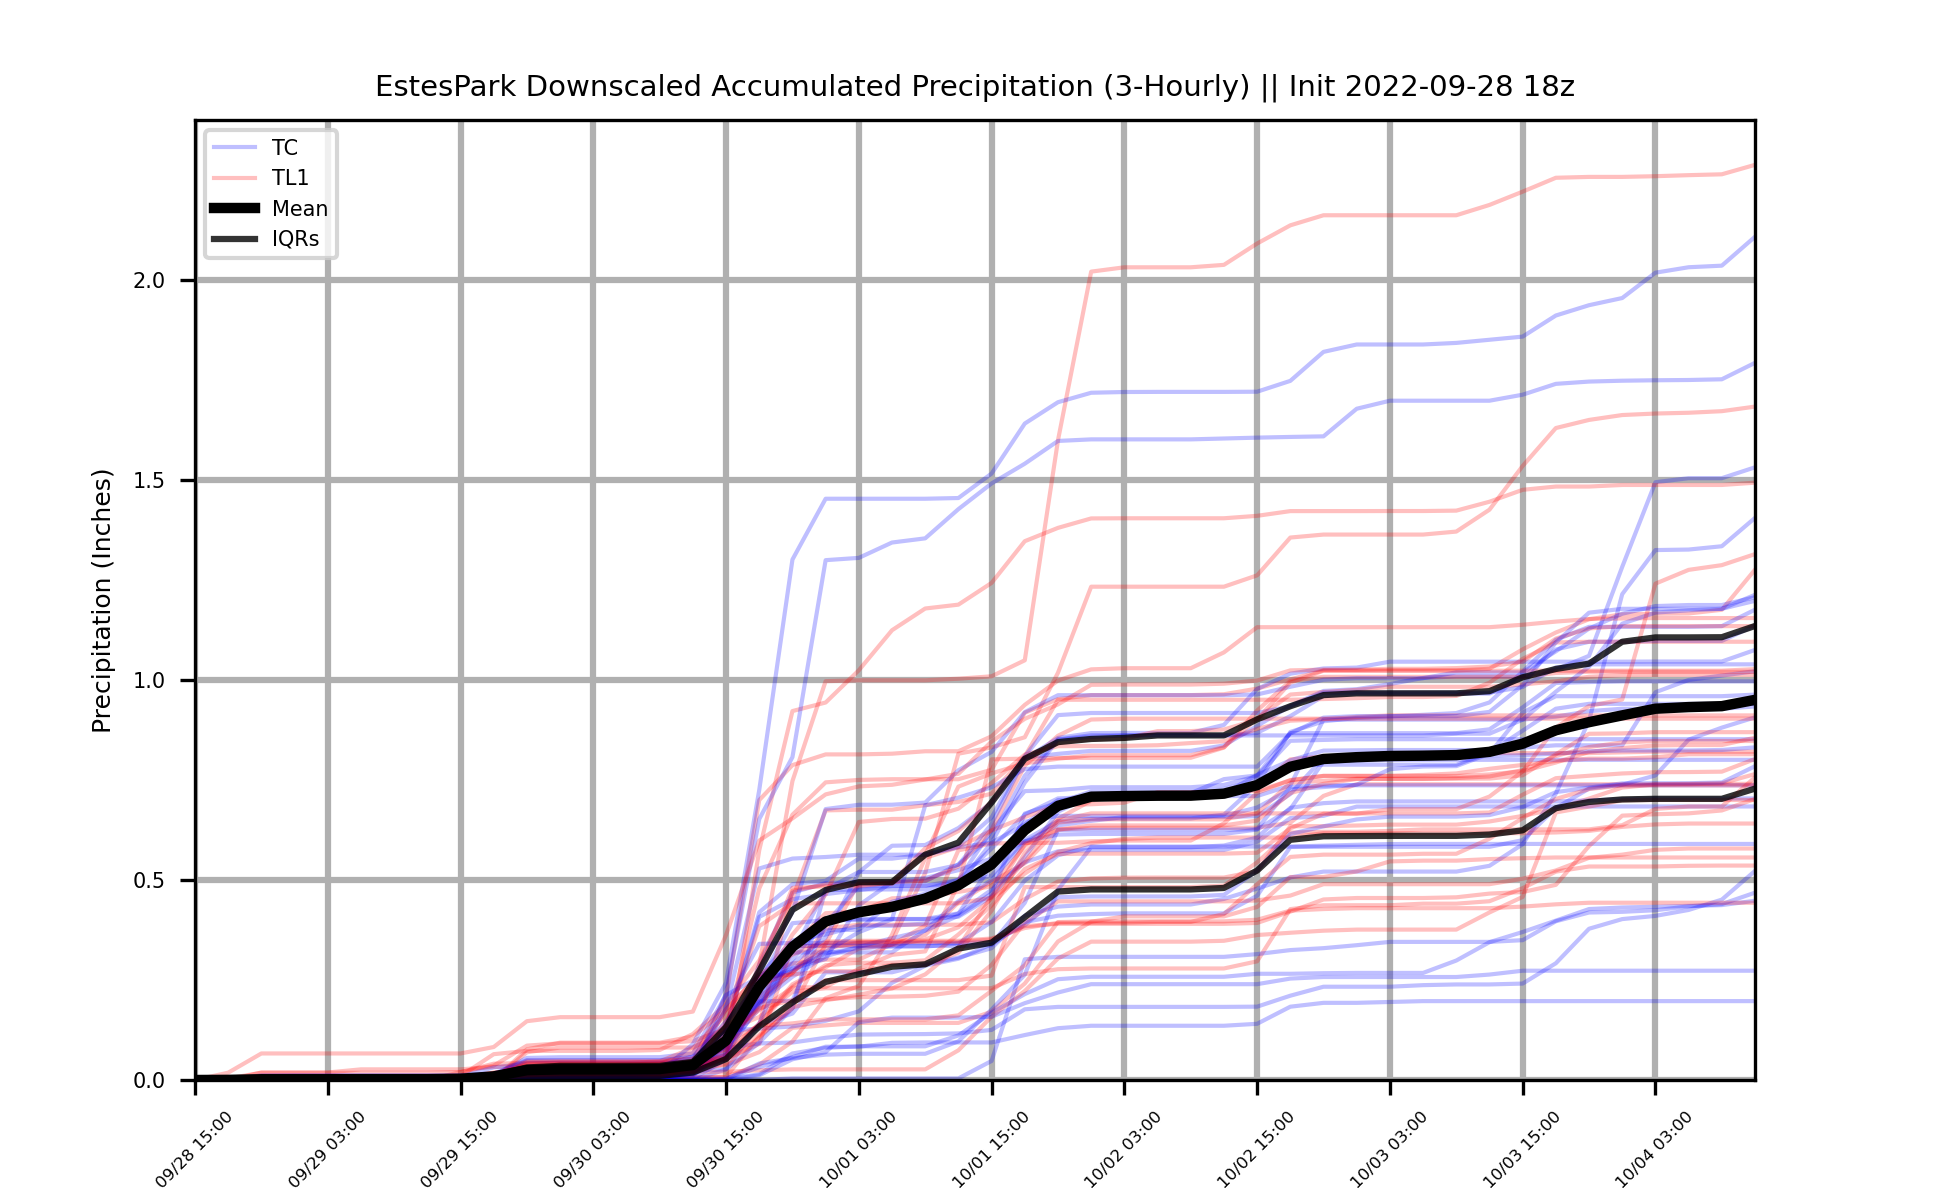 EstesPark Downscaled Accumulated Precipitation (3-Hourly) || Init 2022-09-28 18z
TC
TL1
Mean
IQRs
Precipitation (Inches)
2.0
1.5
1.0
0.5
0.0
09/28 15:00
09/29 03:00
09/29 15:00
09/30 03:00
09/30 15:00
10/01 03:00
10/01 15:00
10/02 03:00
10/02 15:00
10/03 03:00
10/03 15:00
10/04 03:00